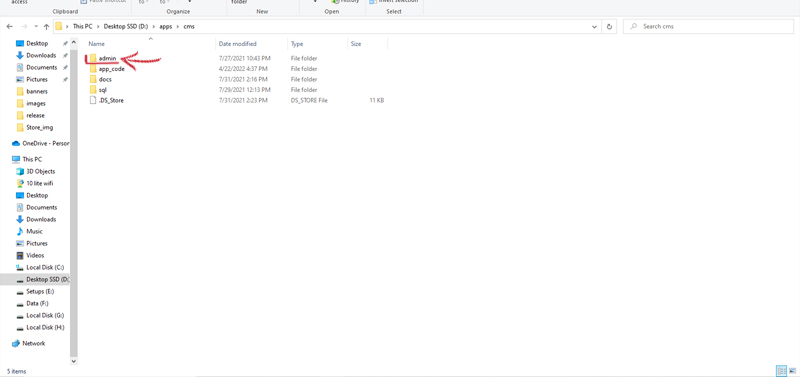 access
Paste shortcut
to
to
folder
History
Invert selection
Clipboard
Organize
New
Open
Select
This PC > Desktop SSD (D:) > apps > cms
Search cms
Desktop
Downloads
Documents
Pictures
banners
images
release
Store_img
OneDrive - Person
This PC
3D Objects
10 lite wifi
Desktop
Documents
Downloads
Music
Pictures
Videos
Local Disk (C:)
Desktop SSD (D:
Setups (E:)
Data (F:)
Local Disk (G:)
Local Disk (H:)
Network
Name Date modified Type Size
admin 7/27/2021 10:43 PM File folder
app_code 4/22/2022 4:37 PM File folder
docs 7/31/2021 2:16 PM File folder
sql 7/29/2021 12:13 PM File folder
.DS_Store 7/31/2021 2:23 PM DS_STORE File 11 KB
5 items